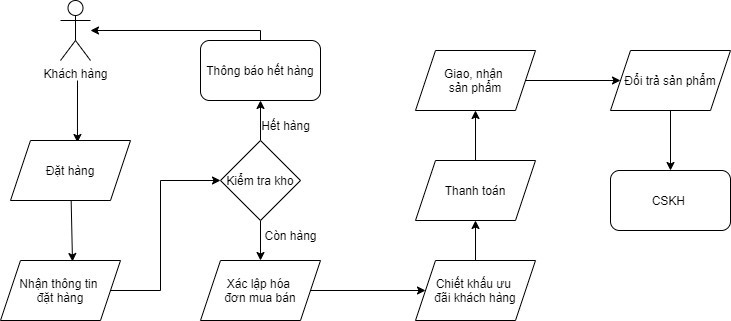 Khách hàng
Đặt hàng
Nhận thông tin
đặt hàng
Thông báo hết hàng
Hết hàng
Kiểm tra kho
Còn hàng
Xác lập hóa
đơn mua bán
Chiết khấu ưu
đãi khách hàng
Thanh toán
Giao, nhận
sản phẩm
Đổi trả sản phẩm
CSKH